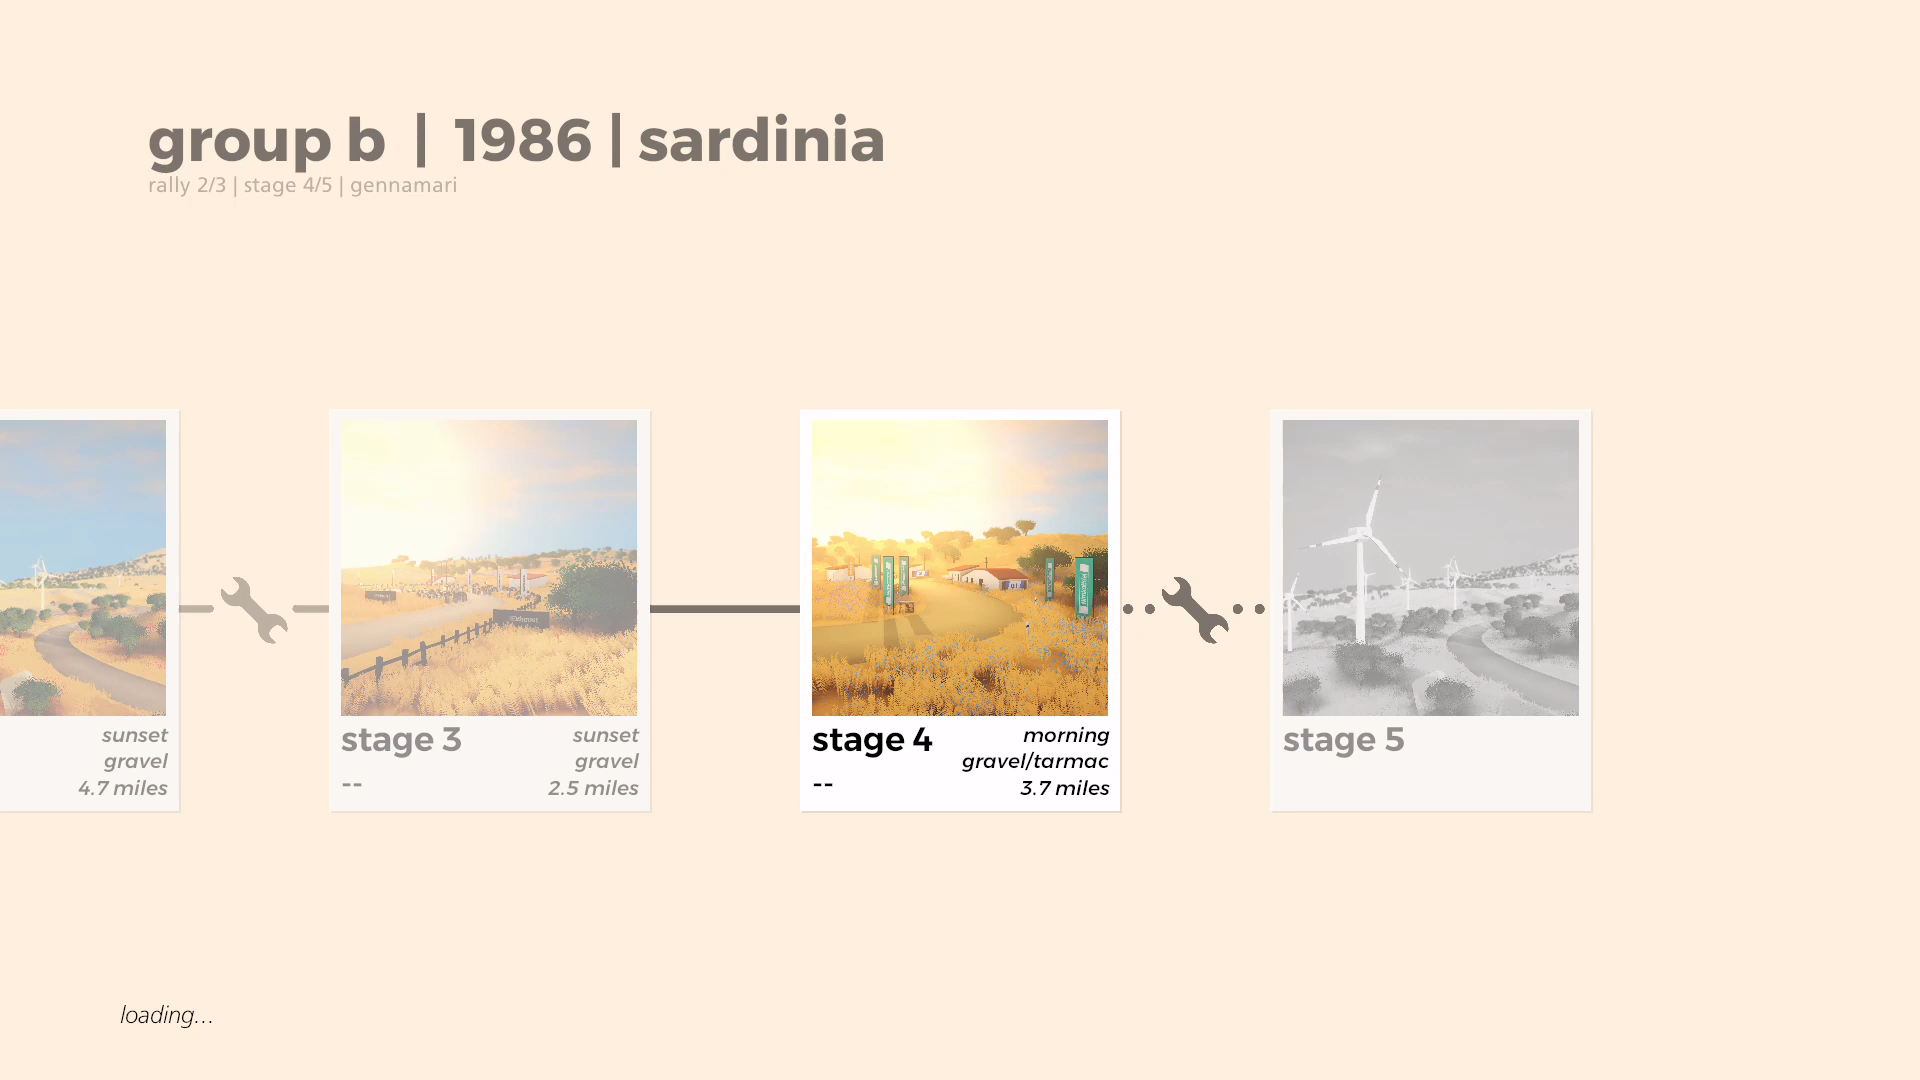 group b | 1986 | sardinia
rally 2/3 | stage 4/5 | gennamari
sunset
gravel
4.7 miles
stage 3
--
sunset
gravel
2.5 miles
stage 4
--
morning
gravel/tarmac
3.7 miles
stage 5
loading...